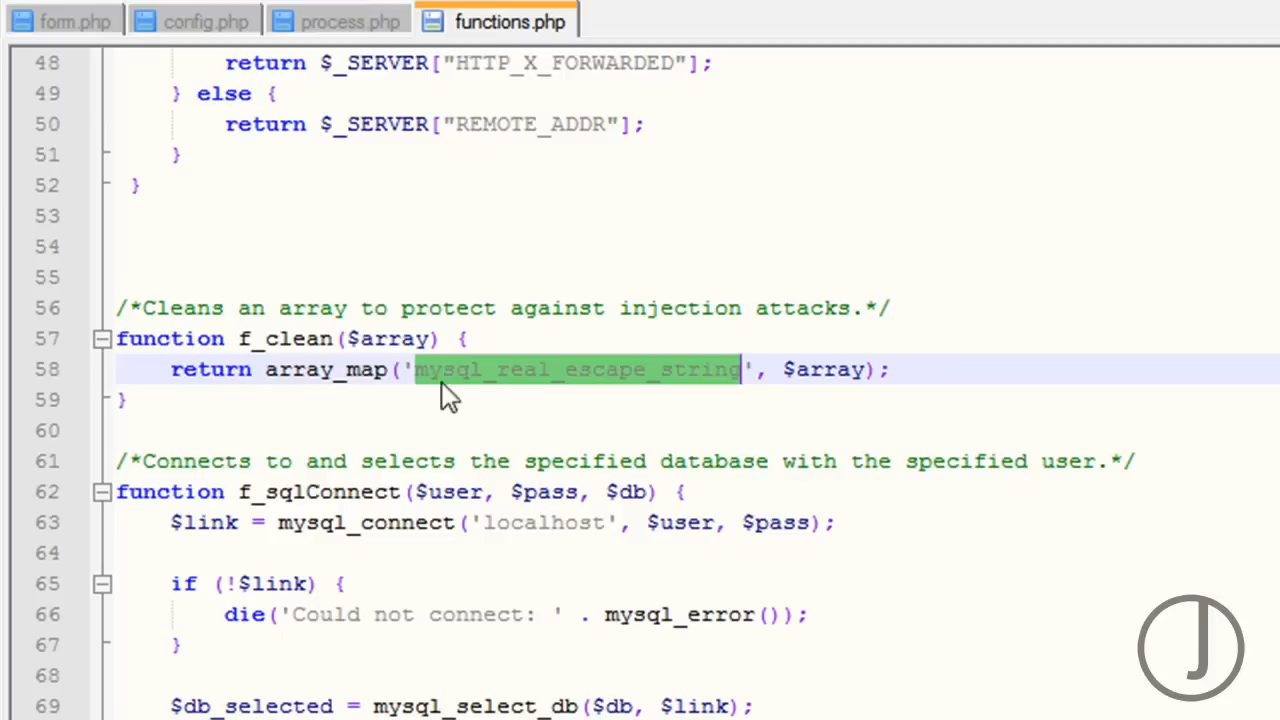 form.php config.php process.php functions.php
48 return $_SERVER["HTTP_X_FORWARDED"];
49 } else {
50 return $_SERVER["REMOTE_ADDR"];
51 }
52 }
53
54
55
56 /*Cleans an array to protect against injection attacks.*/
57 function f_clean($array) {
58 return array_map('mysql_real_escape_string', $array);
59 }
60
61 /*Connects to and selects the specified database with the specified user.*/
62 function f_sqlConnect($user, $pass, $db) {
63 $link = mysql_connect('localhost', $user, $pass);
64
65 if (!$link) {
66 die('Could not connect: ' . mysql_error());
67 }
68
69 $db_selected = mysql_select_db($db, $link);
J